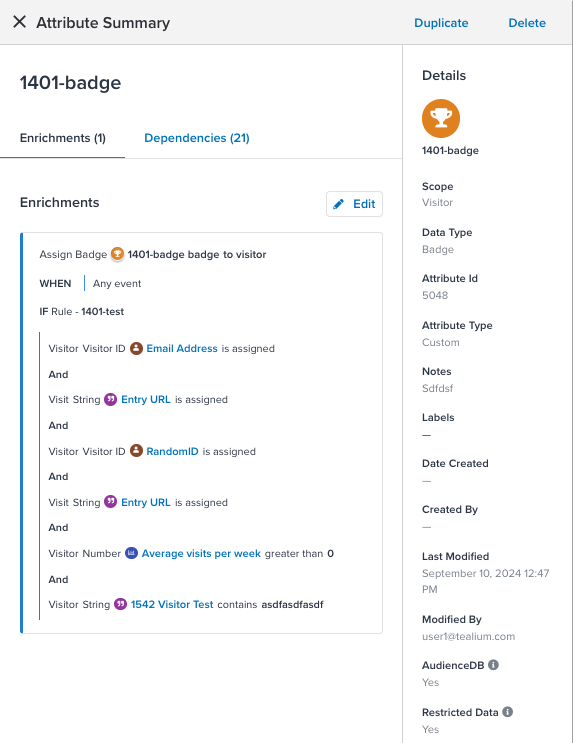 Attribute Summary
Duplicate
Delete
1401-badge
Enrichments (1)
Dependencies (21)
Enrichments
Edit
Assign Badge 1401-badge badge to visitor
WHEN Any event
IF Rule - 1401-test
Visitor Visitor ID Email Address is assigned
And
Visit String Entry URL is assigned
And
Visitor Visitor ID RandomID is assigned
And
Visit String Entry URL is assigned
And
Visitor Number Average visits per week greater than 0
And
Visitor String 1542 Visitor Test contains asdfasdfasdf
Details
1401-badge
Scope
Visitor
Data Type
Badge
Attribute Id
5048
Attribute Type
Custom
Notes
Sdfdsf
Labels
—
Date Created
—
Created By
—
Last Modified
September 10, 2024 12:47
PM
Modified By
user1@tealium.com
AudienceDB
Yes
Restricted Data
Yes